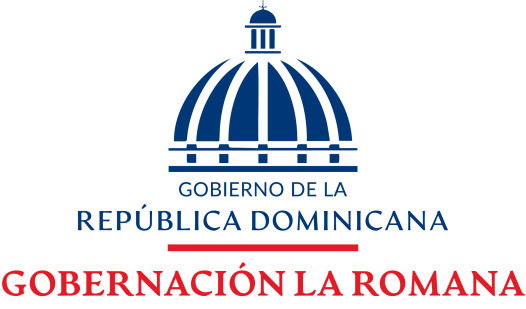 GOBIERNO DE LA
REPÚBLICA DOMINICANA
GOBERNACIÓN LA ROMANA